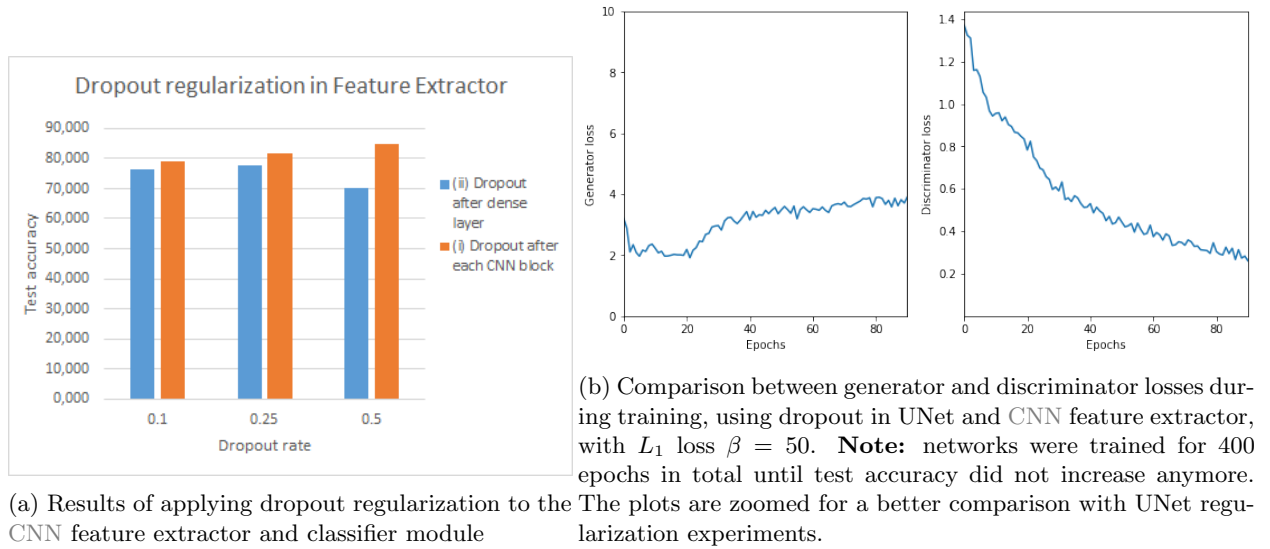 Dropout regularization in Feature Extractor
Test accuracy
90,000
80,000
70,000
60,000
50,000
40,000
30,000
20,000
10,000
0,000
0.1 0.25 0.5
Dropout rate
(ii) Dropout
after dense
layer
(i) Dropout after
each CNN block
(a) Results of applying dropout regularization to the
CNN feature extractor and classifier module
Generator loss
10
8
6
4
2
0
0 20 40 60 80
Epochs
Discriminator loss
1.4
1.2
1.0
0.8
0.6
0.4
0.2
0 20 40 60 80
Epochs
(b) Comparison between generator and discriminator losses dur-
ing training, using dropout in UNet and CNN feature extractor,
with L₁ loss β = 50. Note: networks were trained for 400
epochs in total until test accuracy did not increase anymore.
The plots are zoomed for a better comparison with UNet regu-
larization experiments.